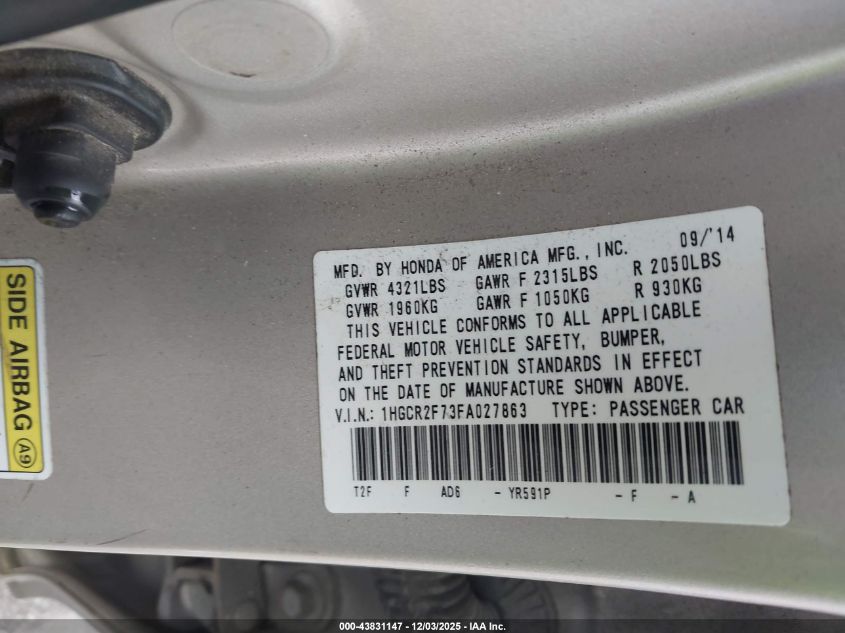 09/'14
MFD. BY HONDA OF AMERICA MFG., INC.
GVWR 4321LBS GAWR F 2315LBS R 2050LBS
GVWR 1960KG GAWR F 1050KG R 930KG
THIS VEHICLE CONFORMS TO ALL APPLICABLE
FEDERAL MOTOR VEHICLE SAFETY, BUMPER,
AND THEFT PREVENTION STANDARDS IN EFFECT
ON THE DATE OF MANUFACTURE SHOWN ABOVE.
V.I.N.: 1HGCR2F73FA027863 TYPE: PASSENGER CAR
T2F F AD6 - YR591P - F - A
SIDE AIRBAG A9
000-43831147 - 12/03/2025 - IAA Inc.